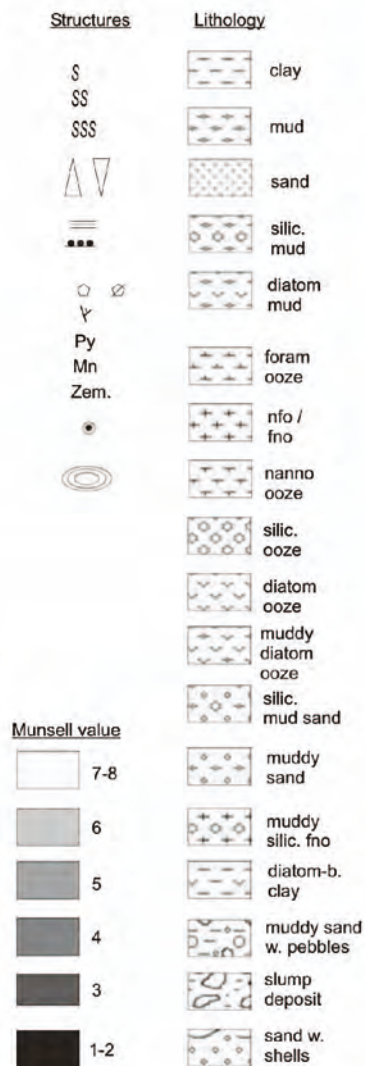 Structures
S
SS
SSS
Py
Mn
Zem.
Munsell value
7-8
6
5
4
3
1-2
Lithology
clay
mud
sand
silic.
mud
diatom
mud
foram
ooze
nfo /
fno
nanno
ooze
silic.
ooze
diatom
ooze
muddy
diatom
ooze
silic.
mud sand
muddy
sand
muddy
silic. fno
diatom-b.
clay
muddy sand
w. pebbles
slump
deposit
sand w.
shells